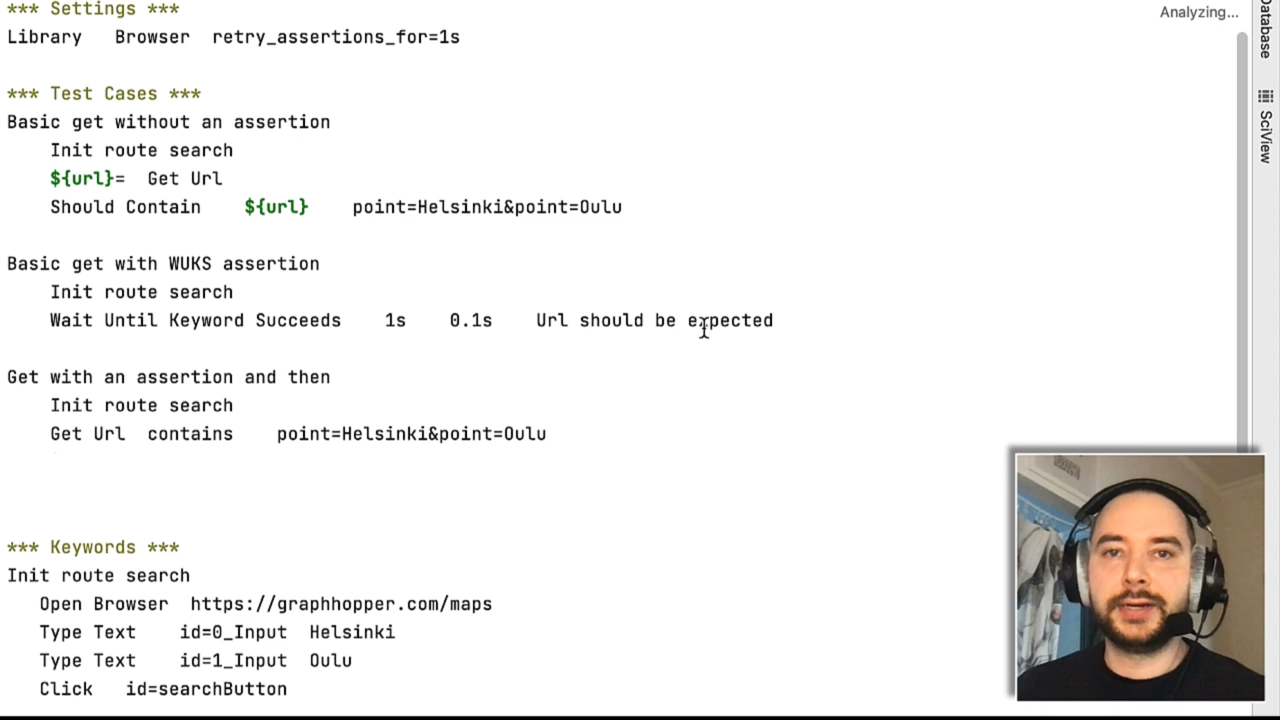 *** Settings ***
Library   Browser  retry_assertions_for=1s
*** Test Cases ***
Basic get without an assertion
    Init route search
    ${url}=  Get Url
    Should Contain    ${url}    point=Helsinki&point=Oulu
Basic get with WUKS assertion
    Init route search
    Wait Until Keyword Succeeds    1s    0.1s    Url should be expected
Get with an assertion and then
    Init route search
    Get Url  contains    point=Helsinki&point=Oulu
*** Keywords ***
Init route search
   Open Browser  https://graphhopper.com/maps
   Type Text    id=0_Input  Helsinki
   Type Text    id=1_Input  Oulu
   Click   id=searchButton
Analyzing...
Database
SciView